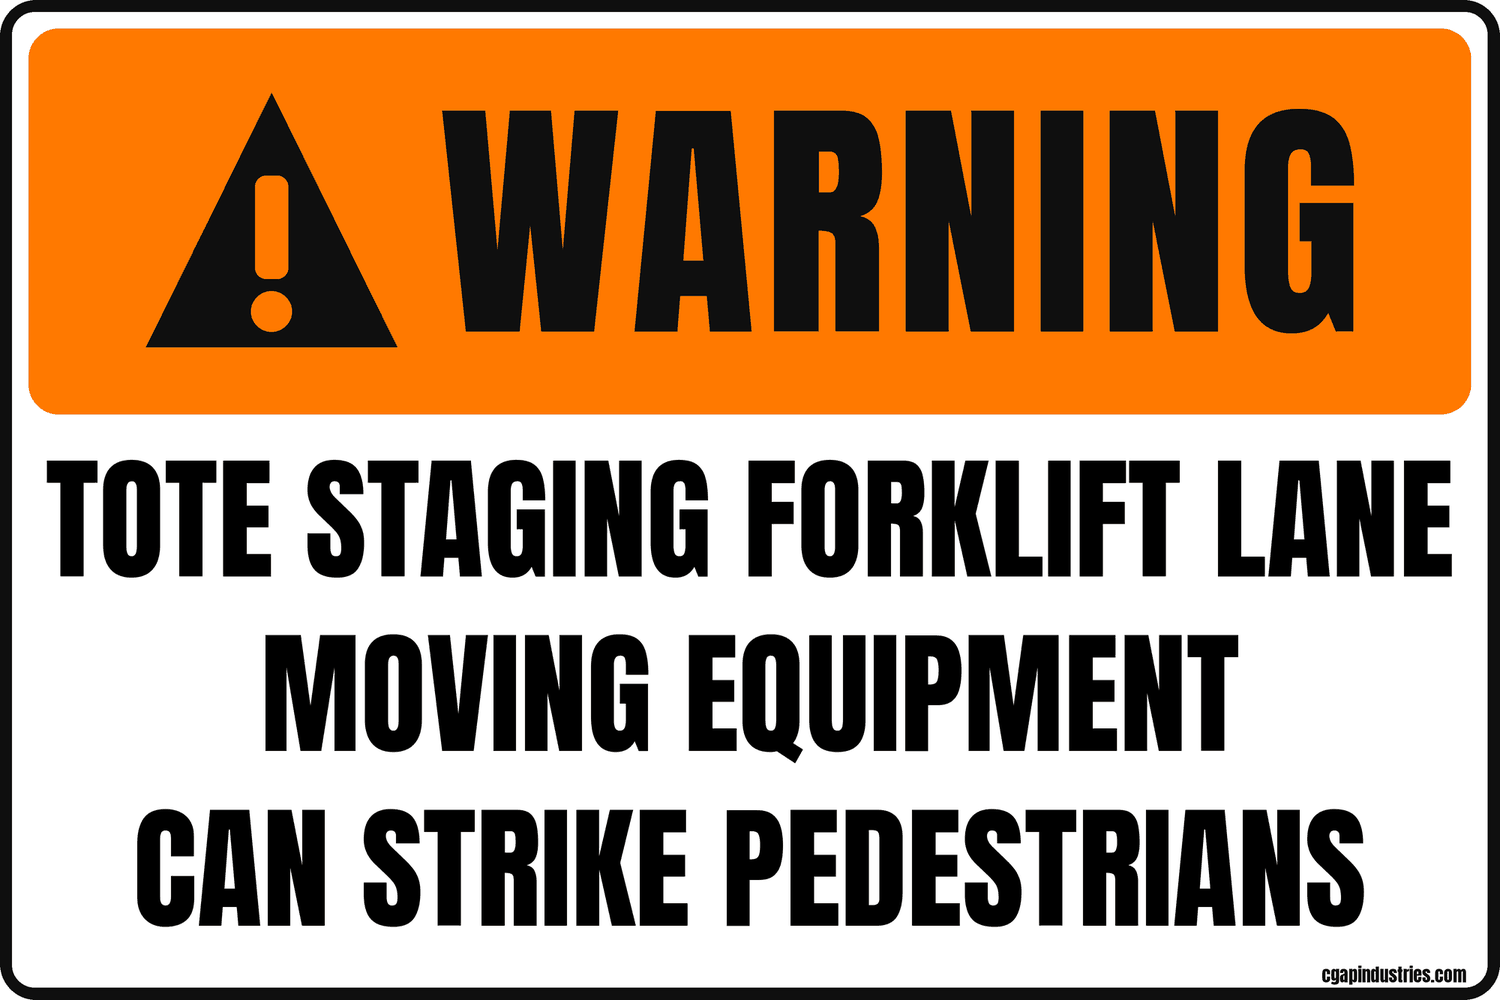 WARNING
TOTE STAGING FORKLIFT LANE
MOVING EQUIPMENT
CAN STRIKE PEDESTRIANS
cgapindustries.com